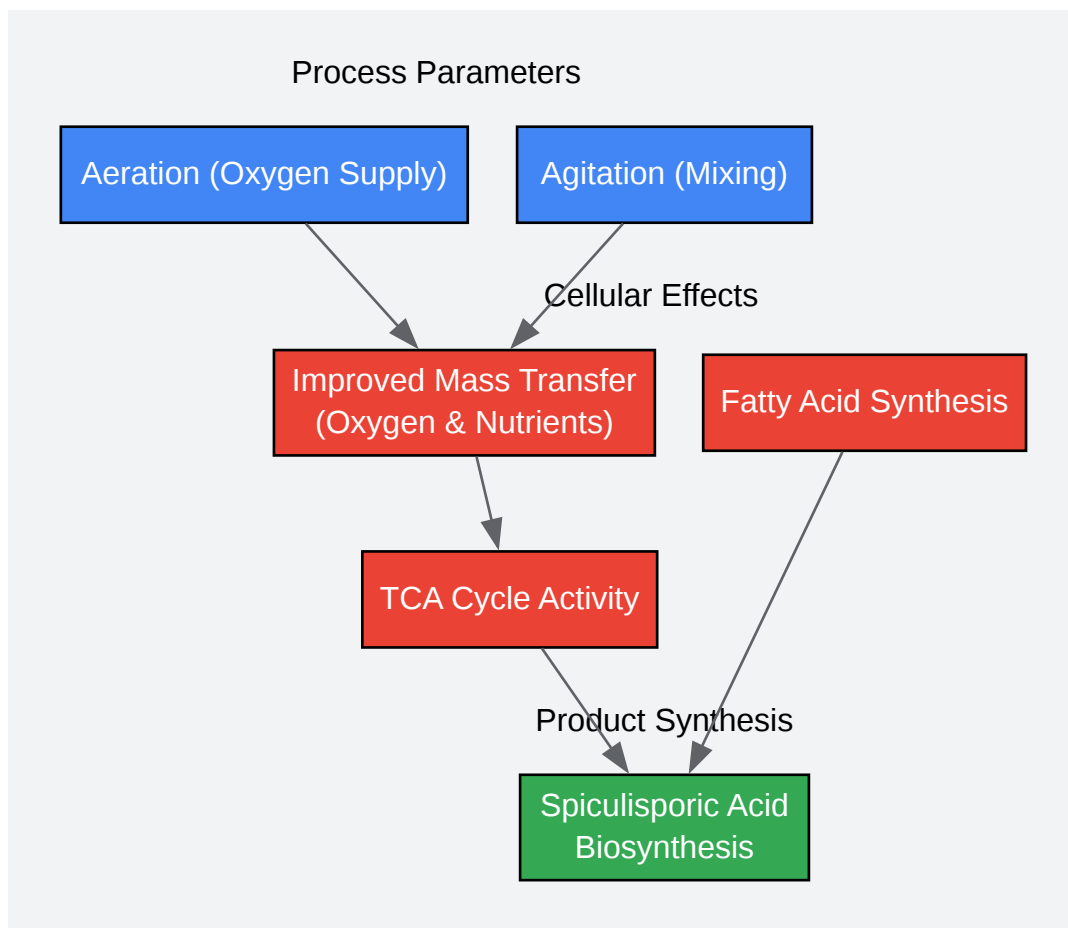 Process Parameters
Aeration (Oxygen Supply)
Agitation (Mixing)
Cellular Effects
Improved Mass Transfer
(Oxygen & Nutrients)
Fatty Acid Synthesis
TCA Cycle Activity
Product Synthesis
Spiculisporic Acid
Biosynthesis